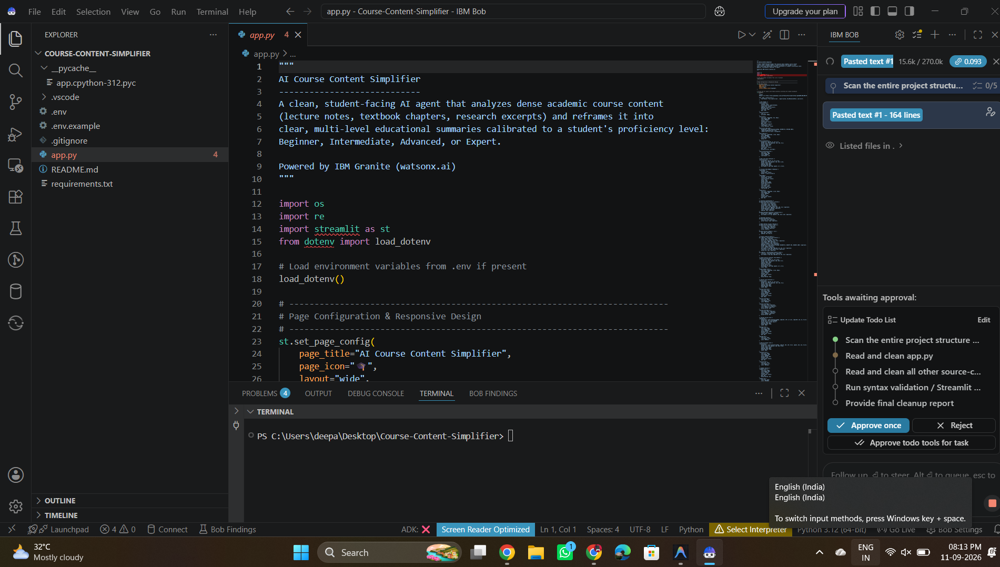 File Edit Selection View Go Run Terminal Help
app.py - Course-Content-Simplifier - IBM Bob
Upgrade your plan
EXPLORER
COURSE-CONTENT-SIMPLIFIER
__pycache__
app.cpython-312.pyc
.vscode
.env
.env.example
.gitignore
app.py 4
README.md
requirements.txt
OUTLINE
TIMELINE
app.py 4
app.py > ...
1 """
2 AI Course Content Simplifier
3 ----------------------------
4 A clean, student-facing AI agent that analyzes dense academic course content
5 (lecture notes, textbook chapters, research excerpts) and reframes it into
6 clear, multi-level educational summaries calibrated to a student's proficiency level:
7 Beginner, Intermediate, Advanced, or Expert.
8
9 Powered by IBM Granite (watsonx.ai)
10 """
11
12 import os
13 import re
14 import streamlit as st
15 from dotenv import load_dotenv
16
17 # Load environment variables from .env if present
18 load_dotenv()
19
20 # ---------------------------------------------------------------------------
21 # Page Configuration & Responsive Design
22 # ---------------------------------------------------------------------------
23 st.set_page_config(
24 page_title="AI Course Content Simplifier",
25 page_icon="🎓",
26 layout="wide",
PROBLEMS 4 OUTPUT DEBUG CONSOLE TERMINAL BOB FINDINGS
TERMINAL
PS C:\Users\deepa\Desktop\Course-Content-Simplifier>
IBM BOB
Pasted text #1 15.6k / 270.0k 0.093
Scan the entire project structu... 0/5
Pasted text #1 - 164 lines
Listed files in . >
Tools awaiting approval:
Update Todo List Edit
Scan the entire project structure ...
Read and clean app.py
Read and clean all other source-c...
Run syntax validation / Streamlit ...
Provide final cleanup report
Approve once Reject
Approve todo tools for task
Follow up, ⏎ to steer, Alt ⏎ to queue, esc to
English (India)
English (India)
To switch input methods, press Windows key + space.
Launchpad 4 0 Connect Bob Findings ADK: ❌ Screen Reader Optimized Ln 1, Col 1 Spaces: 4 UTF-8 LF Python Select Interpreter Python 3.12 (64-bit) Go Live Bob Settings
32°C
Mostly cloudy
Search
1
ENG
IN
08:13 PM
11-09-2026